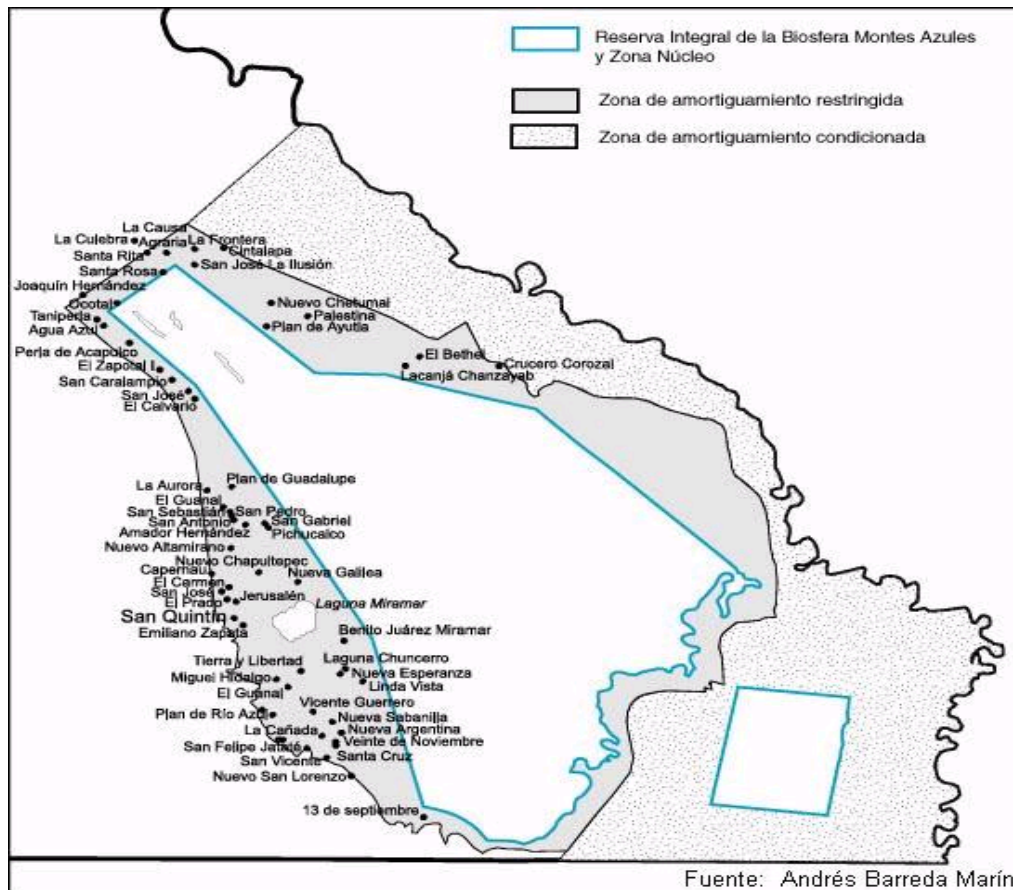 Reserva Integral de la Biosfera Montes Azules
y Zona Núcleo
Zona de amortiguamiento restringida
Zona de amortiguamiento condicionada
La Causa
La Culebra
Agraria
La Frontera
Cintalapa
Santa Rita
San José La Ilusión
Santa Rosa
Joaquín Hernández
Ocotal
Nuevo Chetumal
Taniperla
Palestina
Agua Azul
Plan de Ayutla
Perla de Acapulco
El Bethel
El Zapotal I
Crucero Corozal
Lacanjá Chanzayab
San Caralampio
San José
El Calvario
Plan de Guadalupe
La Aurora
El Guanal
San Sebastián
San Pedro
San Antonio
San Gabriel
Amador Hernández
Pichucalco
Nuevo Altamirano
Nuevo Chapultepec
Capernau
Nueva Galilea
El Carmen
San José
El Prado
Jerusalén
Laguna Miramar
San Quintín
Emiliano Zapata
Benito Juárez Miramar
Tierra y Libertad
Laguna Chuncerro
Miguel Hidalgo
Nueva Esperanza
Linda Vista
El Guanal
Vicente Guerrero
Plan de Río Azul
Nueva Sabanilla
La Cañada
Nueva Argentina
Veinte de Noviembre
San Felipe Jataté
San Vicente
Santa Cruz
Nuevo San Lorenzo
13 de septiembre
Fuente: Andrés Barreda Marín